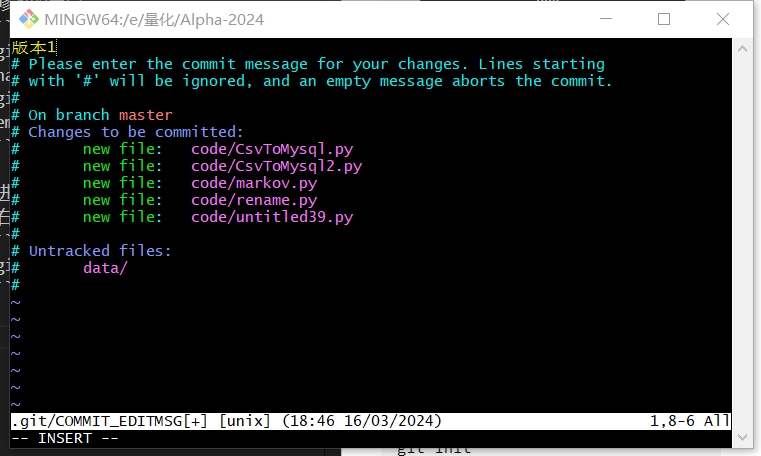 MINGW64:/e/量化/Alpha-2024
版本1
# Please enter the commit message for your changes. Lines starting
# with '#' will be ignored, and an empty message aborts the commit.
#
# On branch master
# Changes to be committed:
#       new file:   code/CsvToMysql.py
#       new file:   code/CsvToMysql2.py
#       new file:   code/markov.py
#       new file:   code/rename.py
#       new file:   code/untitled39.py
#
# Untracked files:
#       data/
#
~
~
~
~
~
~
~
.git/COMMIT_EDITMSG[+] [unix] (18:46 16/03/2024) 1,8-6 All
-- INSERT --
git init